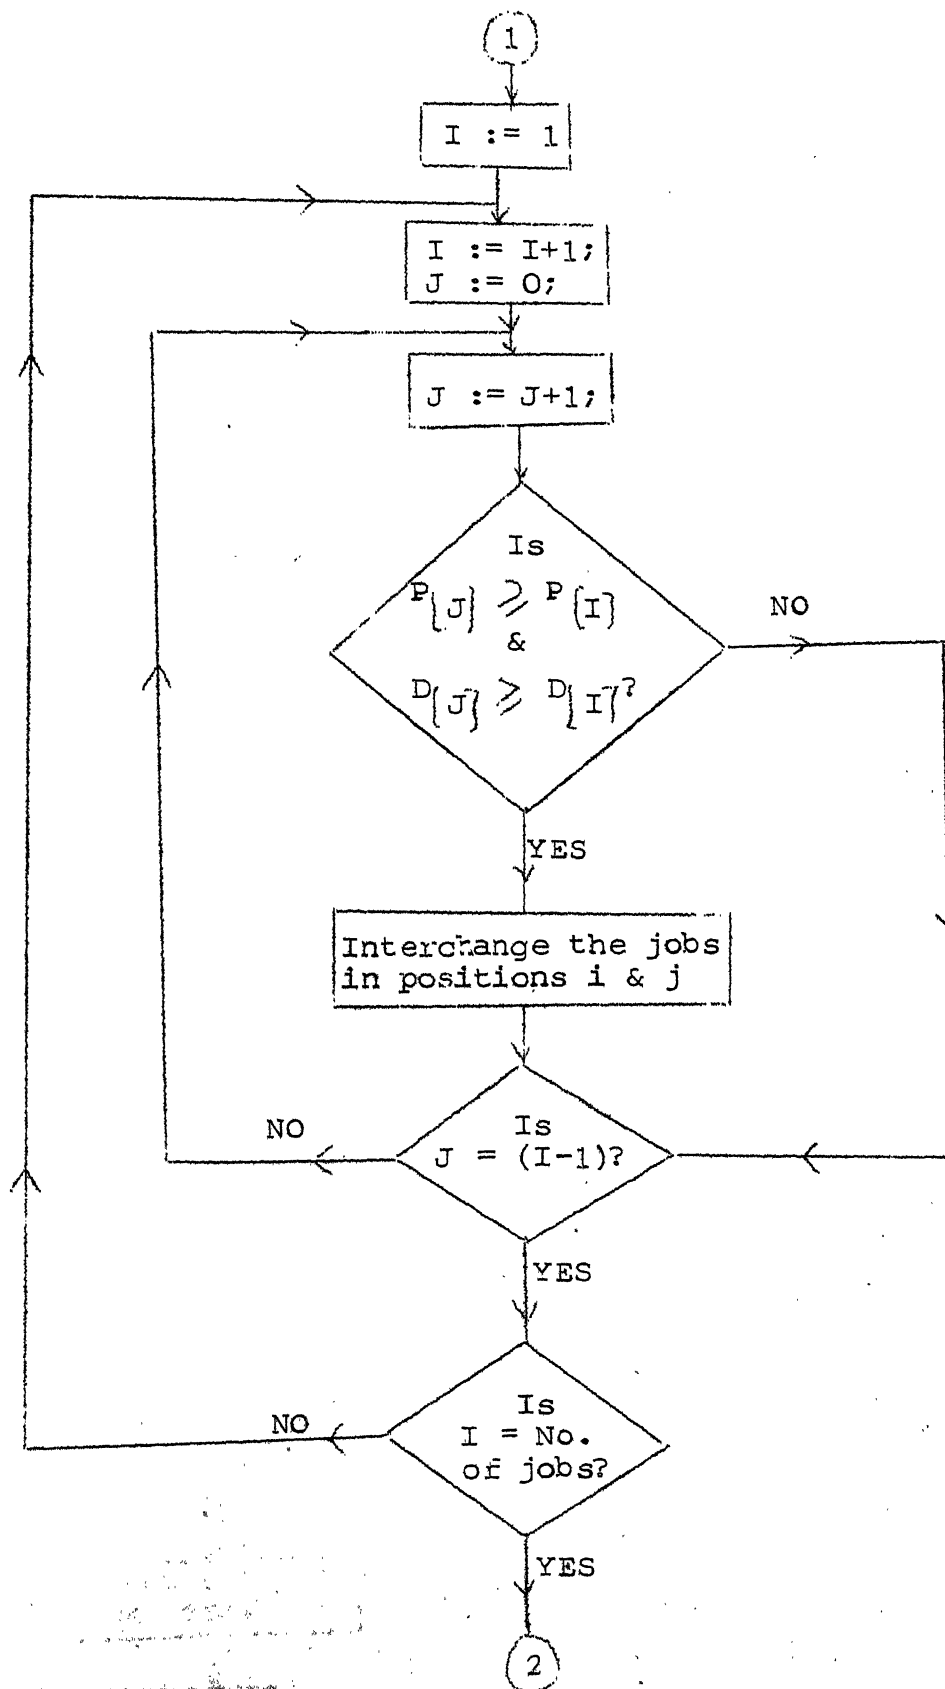 1
I := 1
I := I+1;
J := 0;
J := J+1;
Is
P[J] ⩾ P[I]
&
D[J] ⩾ D[I]?
NO
YES
Interchange the jobs
in positions i & j
Is
J = (I-1)?
NO
YES
Is
I = No.
of jobs?
NO
YES
2